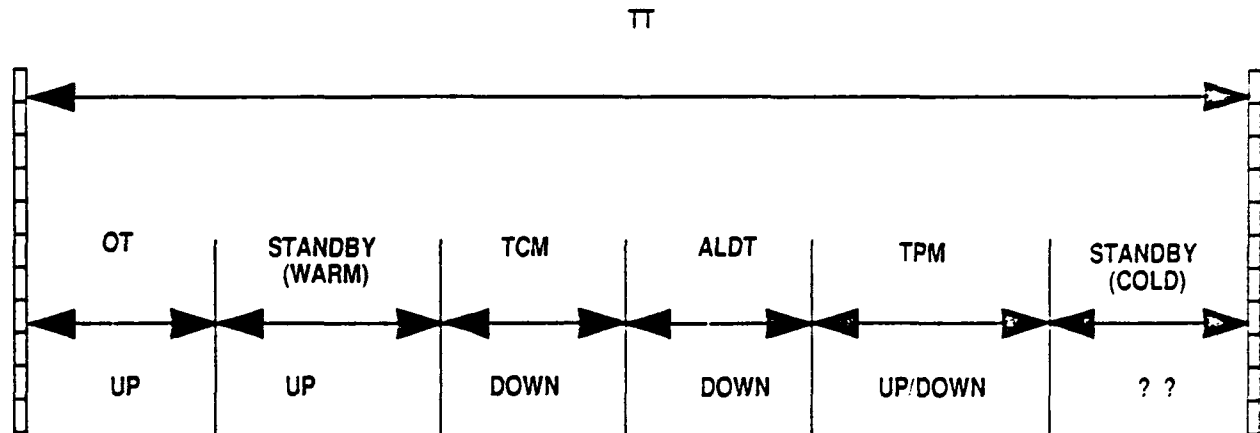 TT
OT STANDBY TCM ALDT TPM STANDBY
(WARM) (COLD)
UP UP DOWN DOWN UP/DOWN ? ?